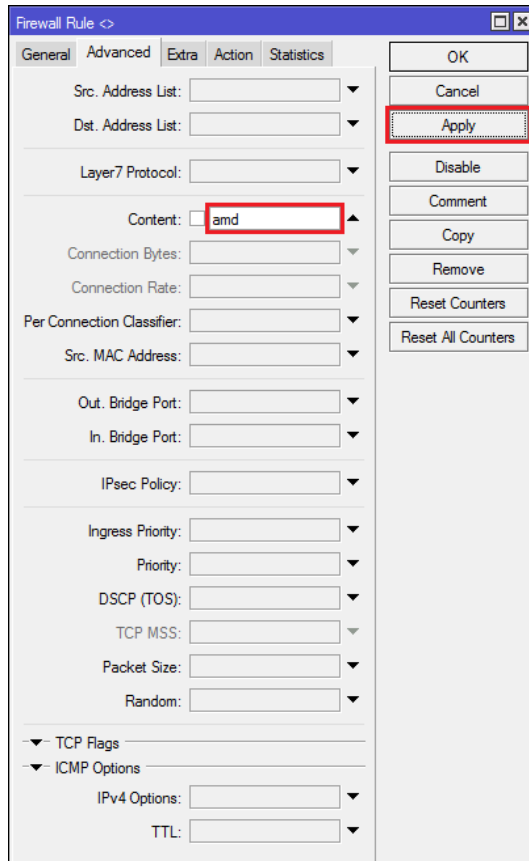 Firewall Rule <>
General Advanced Extra Action Statistics
OK
Src. Address List:
Cancel
Dst. Address List:
Apply
Layer7 Protocol:
Disable
Comment
Content: amd
Copy
Connection Bytes:
Remove
Connection Rate:
Reset Counters
Per Connection Classifier:
Reset All Counters
Src. MAC Address:
Out. Bridge Port:
In. Bridge Port:
IPsec Policy:
Ingress Priority:
Priority:
DSCP (TOS):
TCP MSS:
Packet Size:
Random:
TCP Flags
ICMP Options
IPv4 Options:
TTL: